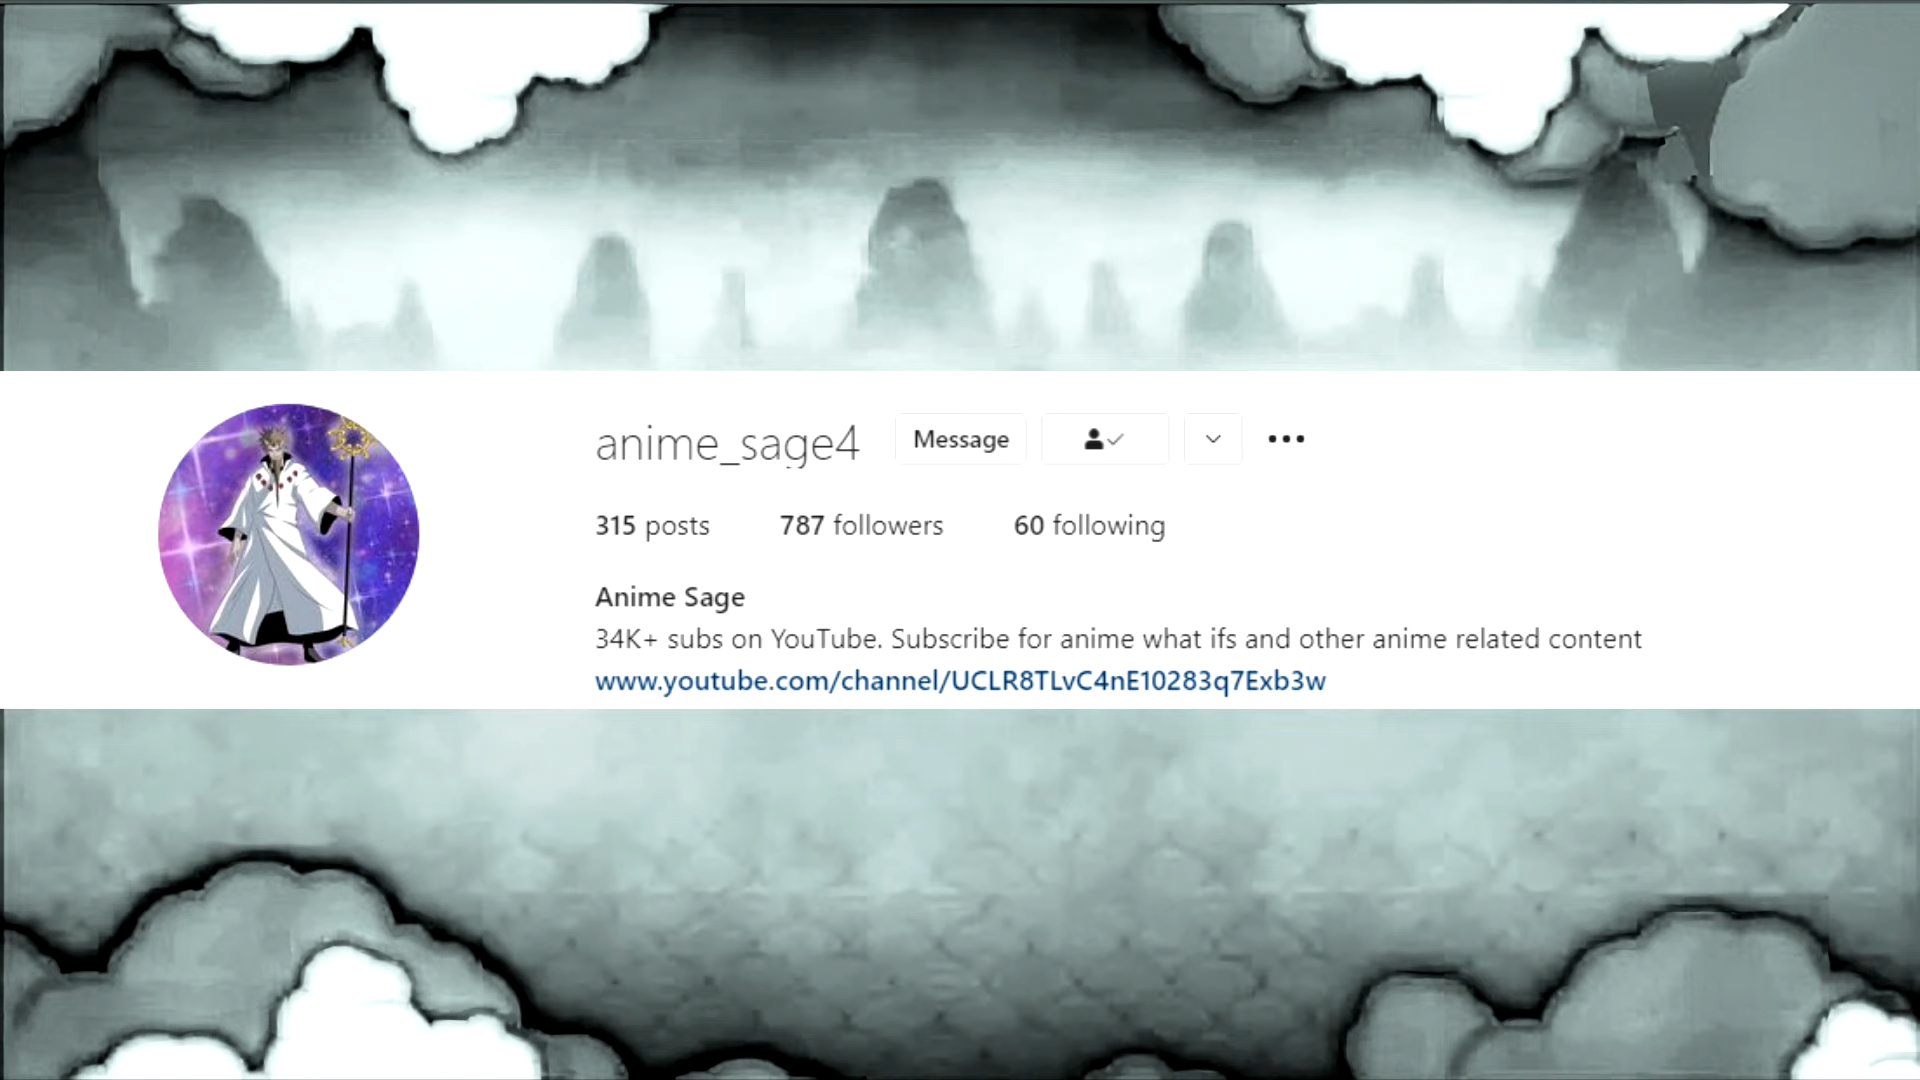 anime_sage4 Message
315 posts 787 followers 60 following
Anime Sage
34K+ subs on YouTube. Subscribe for anime what ifs and other anime related content
www.youtube.com/channel/UCLR8TLvC4nE10283q7Exb3w